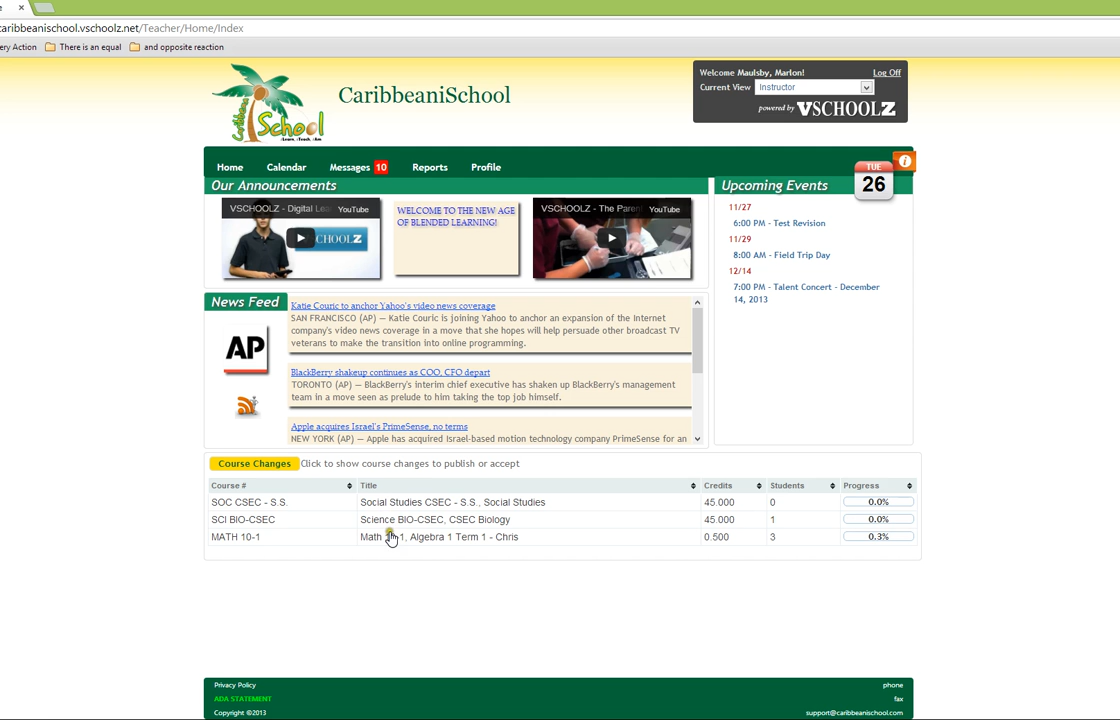 caribbeanischool.vschoolz.net/Teacher/Home/Index
ery Action There is an equal and opposite reaction
School
CaribbeaniSchool
Welcome Maulsby, Marlon! Log Off
Current View Instructor
powered by VSCHOOLZ
Home Calendar Messages 10 Reports Profile
TUE
26
Our Announcements
VSCHOOLZ - Digital Lea YouTube
WELCOME TO THE NEW AGE
OF BLENDED LEARNING!
VSCHOOLZ - The Paren YouTube
Upcoming Events
11/27
6:00 PM - Test Revision
11/29
8:00 AM - Field Trip Day
12/14
7:00 PM - Talent Concert - December
14, 2013
News Feed
AP
Katie Couric to anchor Yahoo's video news coverage
SAN FRANCISCO (AP) — Katie Couric is joining Yahoo to anchor an expansion of the Internet
company's video news coverage in a move that she hopes will help persuade other broadcast TV
veterans to make the transition into online programming.
BlackBerry shakeup continues as COO, CFO depart
TORONTO (AP) — BlackBerry's interim chief executive has shaken up BlackBerry's management
team in a move seen as prelude to him taking the top job himself.
Apple acquires Israel's PrimeSense, no terms
NEW YORK (AP) — Apple has acquired Israel-based motion technology company PrimeSense for an
Course Changes Click to show course changes to publish or accept
Course # Title Credits Students Progress
SOC CSEC - S.S. Social Studies CSEC - S.S., Social Studies 45.000 0 0.0%
SCI BIO-CSEC Science BIO-CSEC, CSEC Biology 45.000 1 0.0%
MATH 10-1 Math 10-1, Algebra 1 Term 1 - Chris 0.500 3 0.3%
Privacy Policy phone
ADA STATEMENT fax
Copyright ©2013 support@caribbeanischool.com